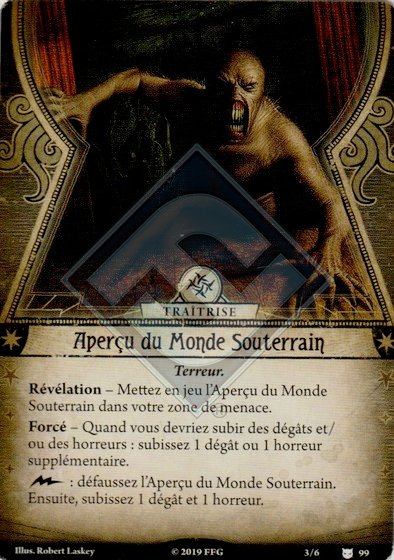 TRAÎTRISE
Aperçu du Monde Souterrain
Terreur.
Révélation – Mettez en jeu l'Aperçu du Monde
Souterrain dans votre zone de menace.
Forcé – Quand vous devriez subir des dégâts et/
ou des horreurs : subissez 1 dégât ou 1 horreur
supplémentaire.
: défaussez l'Aperçu du Monde Souterrain.
Ensuite, subissez 1 dégât et 1 horreur.
Illus. Robert Laskey © 2019 FFG 3/6 99